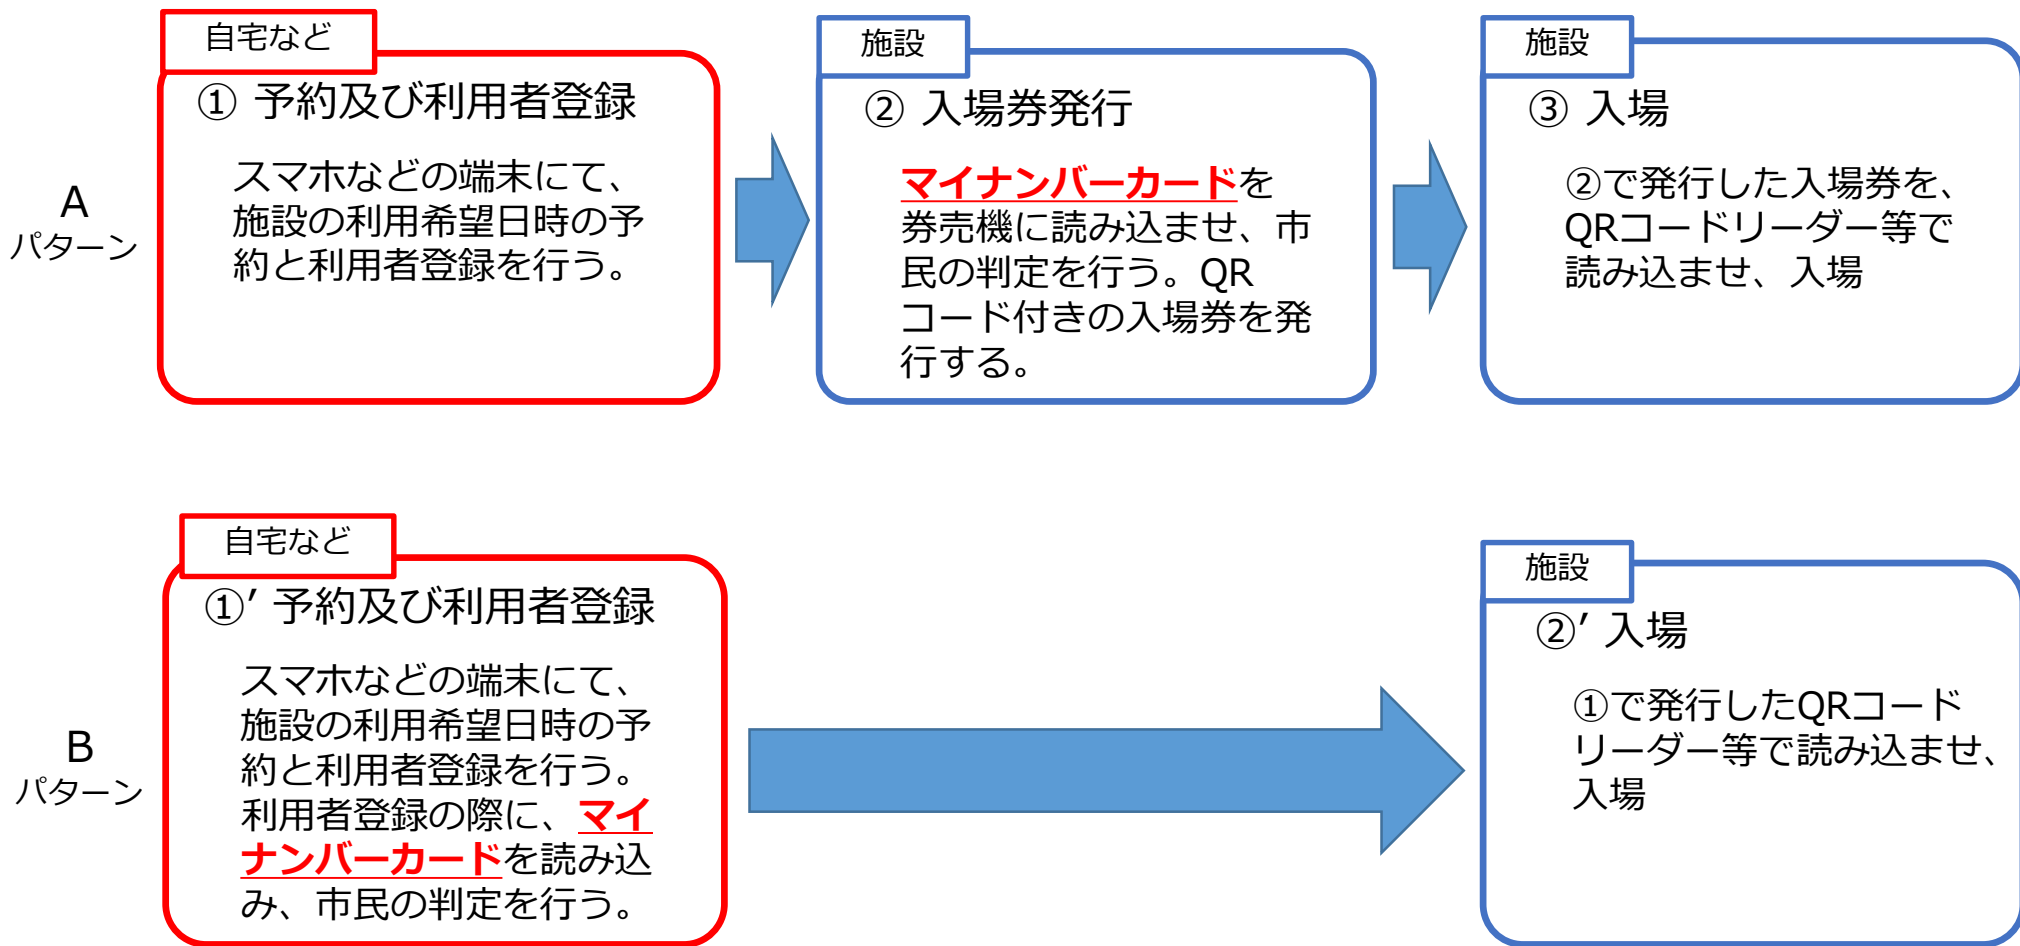 自宅など
① 予約及び利用者登録
スマホなどの端末にて、
施設の利用希望日時の予
約と利用者登録を行う。
施設
② 入場券発行
マイナンバーカードを
券売機に読み込ませ、市
民の判定を行う。QR
コード付きの入場券を発
行する。
施設
③ 入場
②で発行した入場券を、
QRコードリーダー等で
読み込ませ、入場
A
パターン
自宅など
①’ 予約及び利用者登録
スマホなどの端末にて、
施設の利用希望日時の予
約と利用者登録を行う。
利用者登録の際に、マイ
ナンバーカードを読み込
み、市民の判定を行う。
施設
②’ 入場
①で発行したQRコード
リーダー等で読み込ませ、
入場
B
パターン